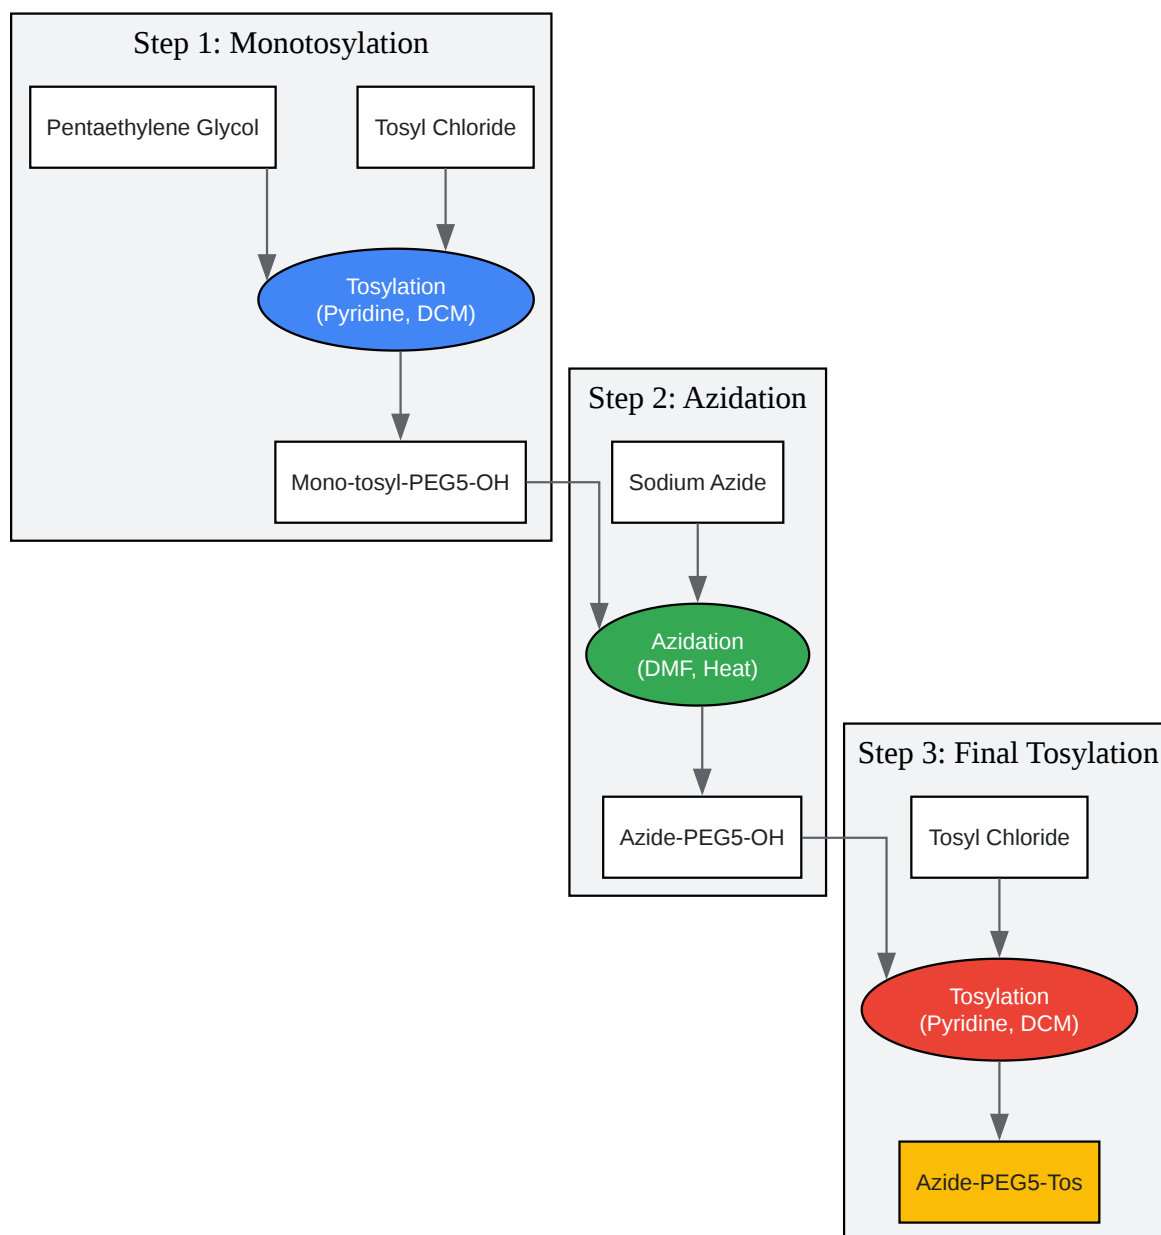 Step 1: Monotosylation
Pentaethylene Glycol
Tosyl Chloride
Tosylation
(Pyridine, DCM)
Mono-tosyl-PEG5-OH
Step 2: Azidation
Sodium Azide
Azidation
(DMF, Heat)
Azide-PEG5-OH
Step 3: Final Tosylation
Tosyl Chloride
Tosylation
(Pyridine, DCM)
Azide-PEG5-Tos